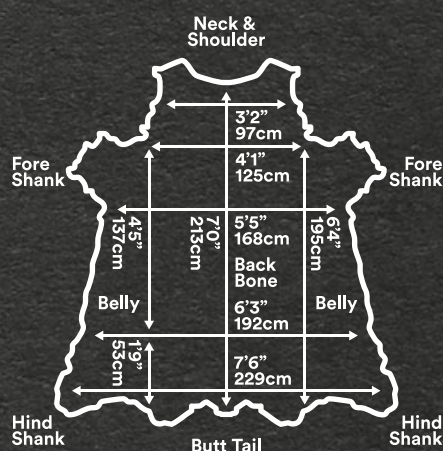 Neck &
Shoulder
3'2”
97cm
4'1”
125cm
Fore
Shank
Fore
Shank
4'5”
137cm
7'0”
213cm
5'5”
168cm
6'4”
195cm
Back
Bone
Belly
Belly
6'3”
192cm
1'9”
53cm
7'6”
229cm
Hind
Shank
Hind
Shank
Butt Tail